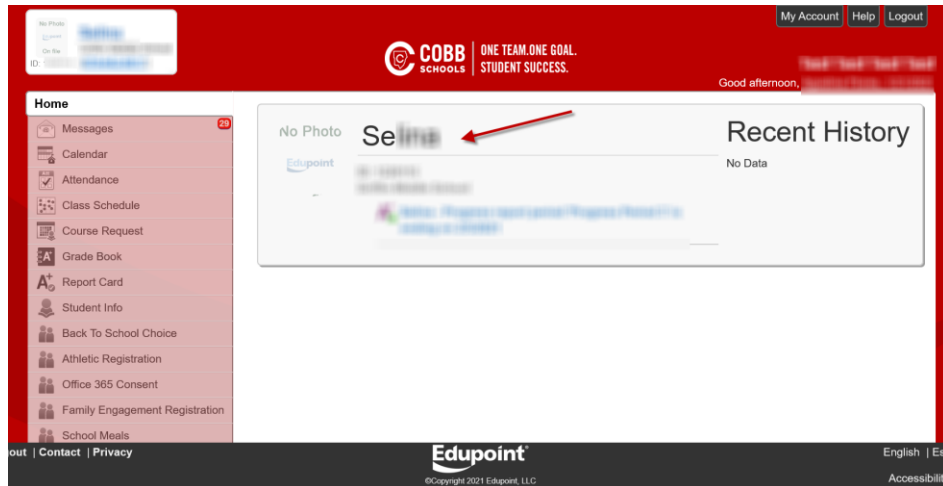 My Account Help Logout
No Photo
On file
ID:
COBB SCHOOLS
ONE TEAM.ONE GOAL.
STUDENT SUCCESS.
Good afternoon,
Home
Messages 29
Calendar
Attendance
Class Schedule
Course Request
Grade Book
Report Card
Student Info
Back To School Choice
Athletic Registration
Office 365 Consent
Family Engagement Registration
School Meals
No Photo
Edupoint
Se
Recent History
No Data
out | Contact | Privacy
Edupoint
©Copyright 2021 Edupoint, LLC
English | Es
Accessibilit